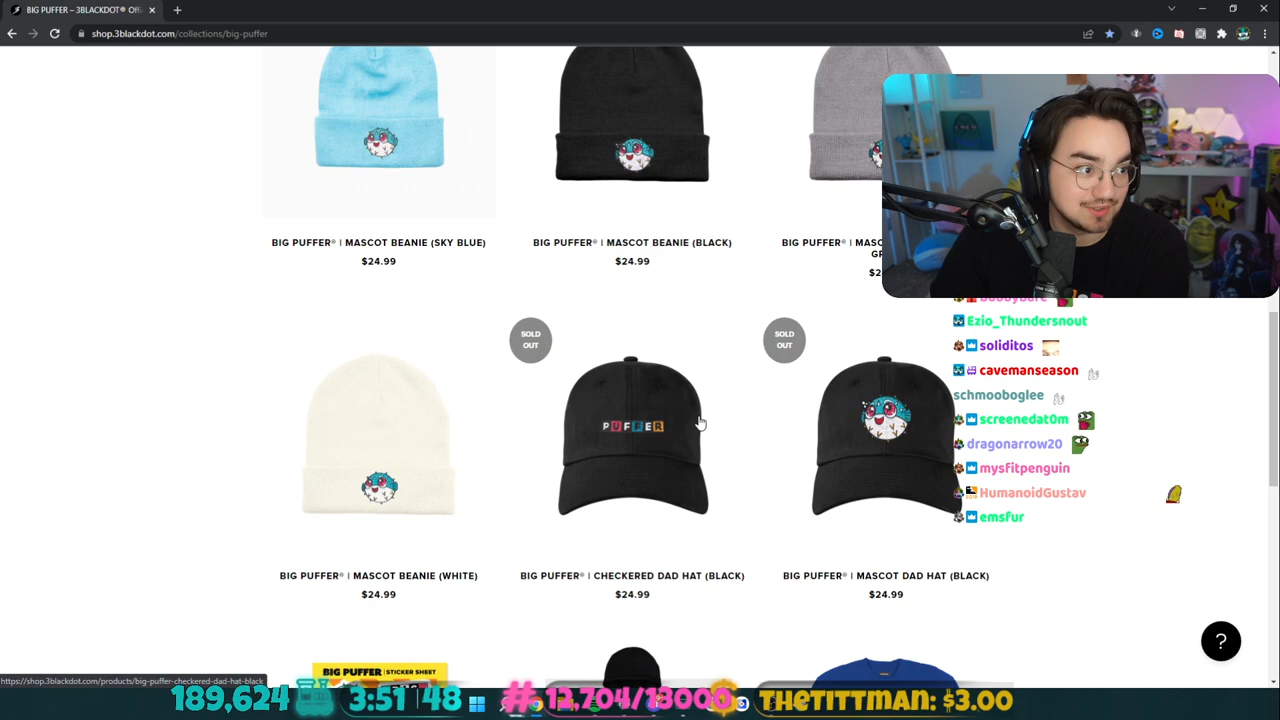 BIG PUFFER – 3BLACKDOT® Offi
shop.3blackdot.com/collections/big-puffer
BIG PUFFER® | MASCOT BEANIE (SKY BLUE)
$24.99
BIG PUFFER® | MASCOT BEANIE (BLACK)
$24.99
BIG PUFFER® | MASC
Ezio_Thundersnout
soliditos
cavemanseason
schmooboglee
screenedat0m
dragonarrow20
mysfitpenguin
HumanoidGustav
emsfur
SOLD
OUT
PUFFER
SOLD
OUT
BIG PUFFER® | MASCOT BEANIE (WHITE)
$24.99
BIG PUFFER® | CHECKERED DAD HAT (BLACK)
$24.99
BIG PUFFER® | MASCOT DAD HAT (BLACK)
$24.99
?
BIG PUFFER | STICKER SHEET
https://shop.3blackdot.com/products/big-puffer-checkered-dad-hat-black
189,624 3:51 48 # 12,704/13000 THETITTMAN: $3.00